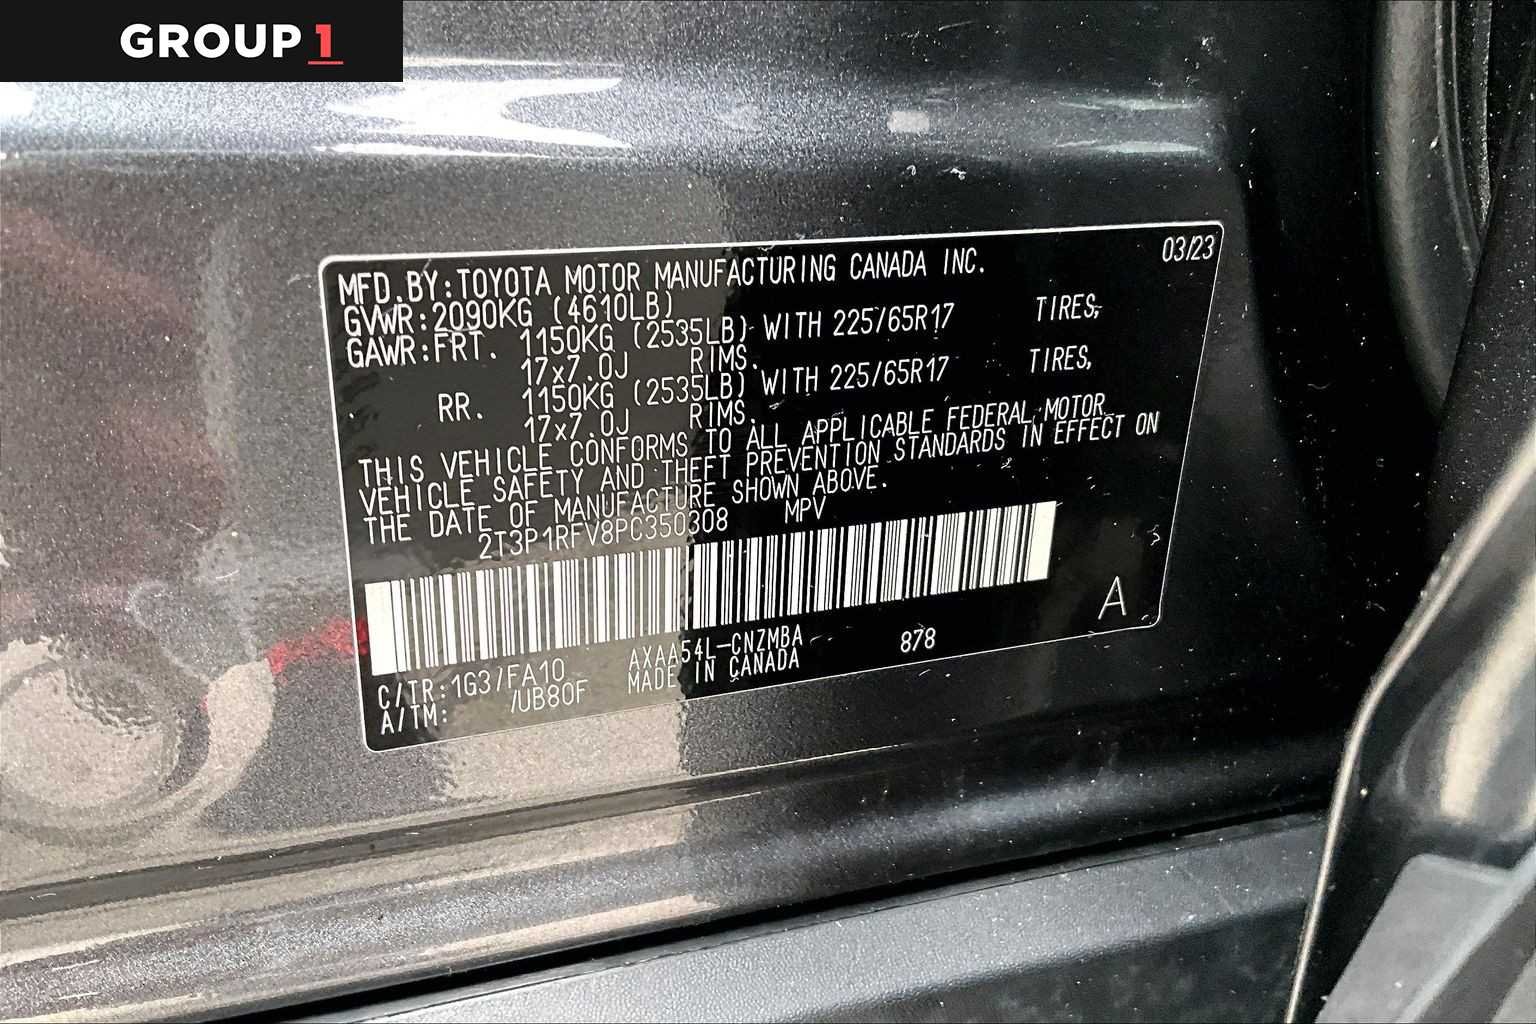 GROUP 1
03/23
MFD.BY:TOYOTA MOTOR MANUFACTURING CANADA INC.
GVWR:2090KG (4610LB)
GAWR:FRT. 1150KG (2535LB) WITH 225/65R17 TIRES,
17x7.0J RIMS.
RR. 1150KG (2535LB) WITH 225/65R17 TIRES,
17x7.0J RIMS.
THIS VEHICLE CONFORMS TO ALL APPLICABLE FEDERAL MOTOR
VEHICLE SAFETY AND THEFT PREVENTION STANDARDS IN EFFECT ON
THE DATE OF MANUFACTURE SHOWN ABOVE.
2T3P1RFV8PC350308 MPV
A
C/TR:1G3/FA10 AXAA54L-CNZMBA 878
A/TM: /UB80F MADE IN CANADA